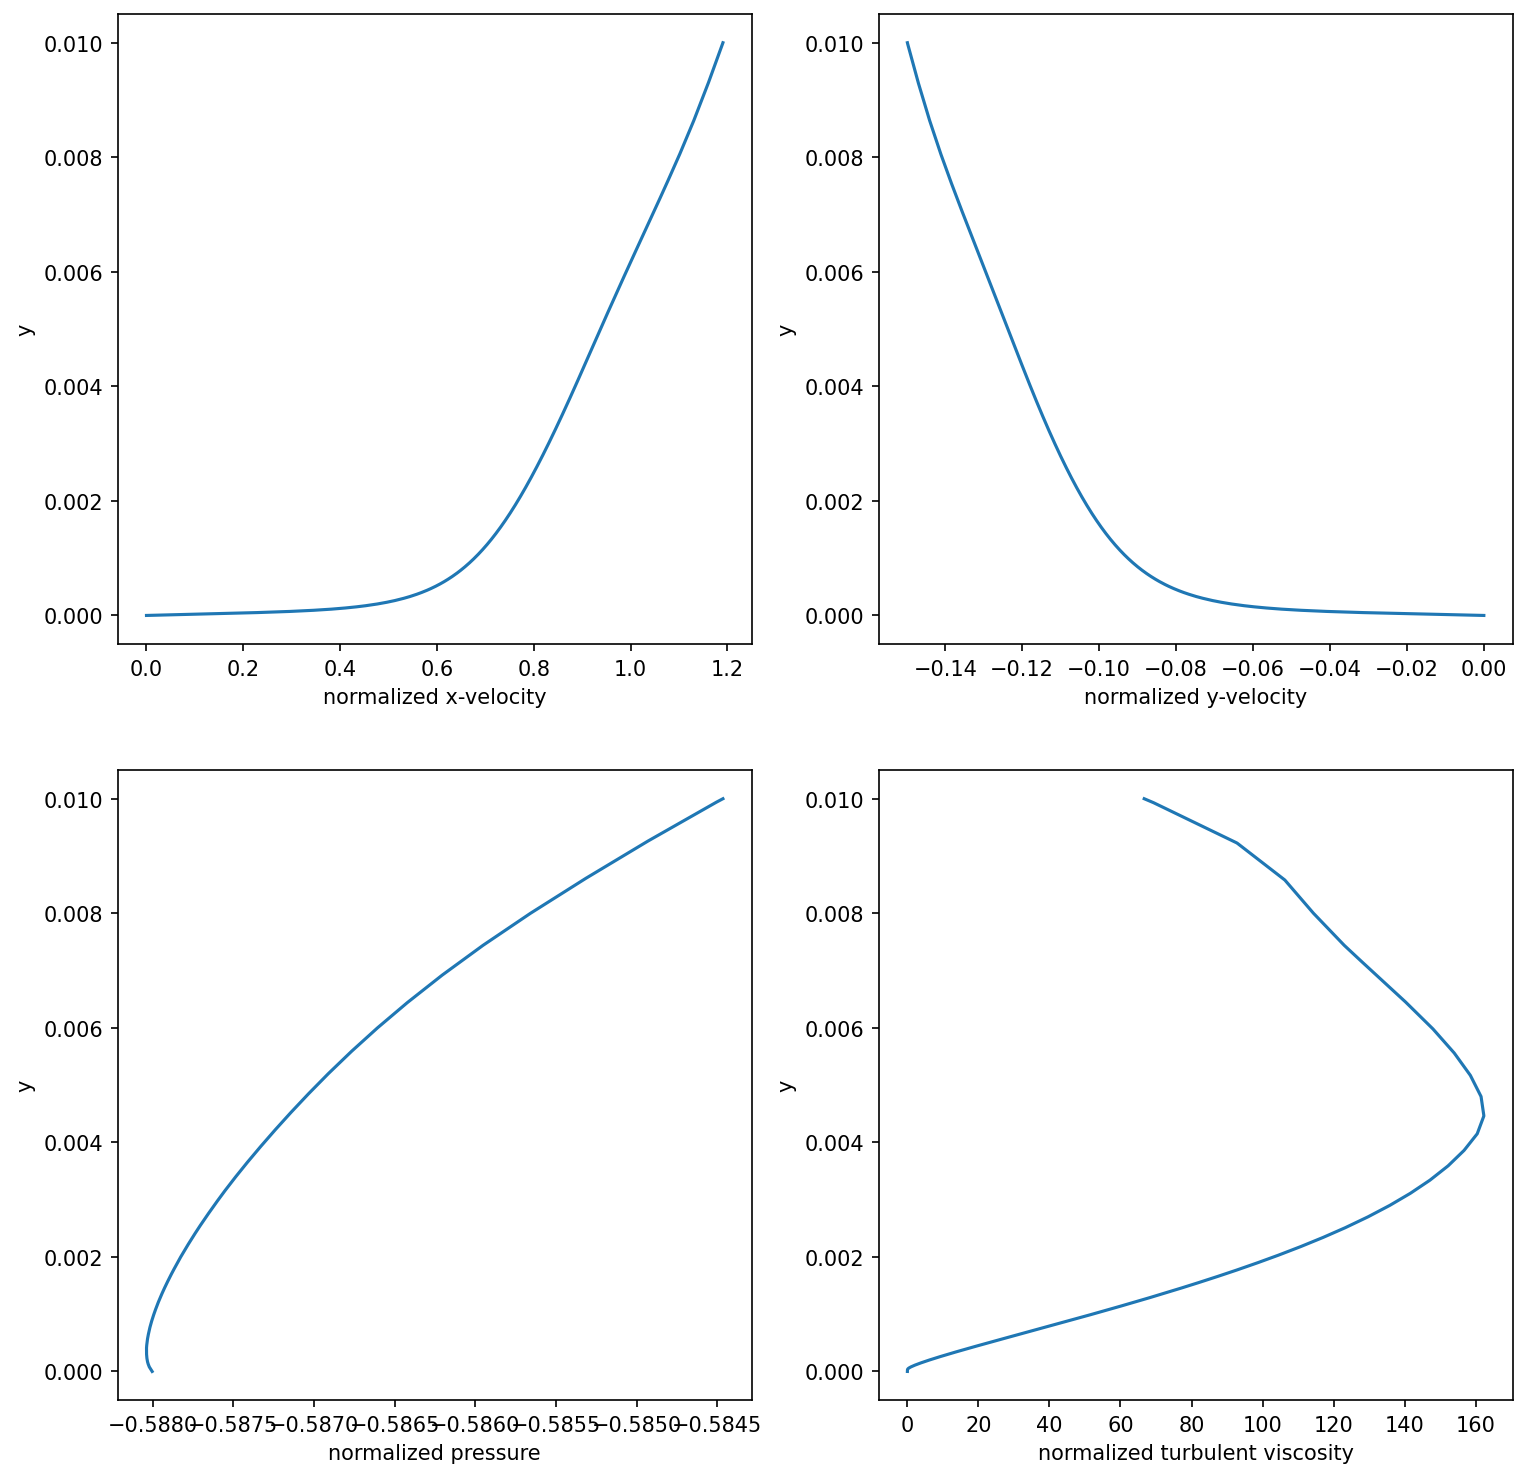 0.010
0.008
0.006
0.004
0.002
0.000
y
0.0 0.2 0.4 0.6 0.8 1.0 1.2
normalized x-velocity
0.010
0.008
0.006
0.004
0.002
0.000
y
−0.14 −0.12 −0.10 −0.08 −0.06 −0.04 −0.02 0.00
normalized y-velocity
0.010
0.008
0.006
0.004
0.002
0.000
y
−0.5880 −0.5875 −0.5870 −0.5865 −0.5860 −0.5855 −0.5850 −0.5845
normalized pressure
0.010
0.008
0.006
0.004
0.002
0.000
y
0 20 40 60 80 100 120 140 160
normalized turbulent viscosity